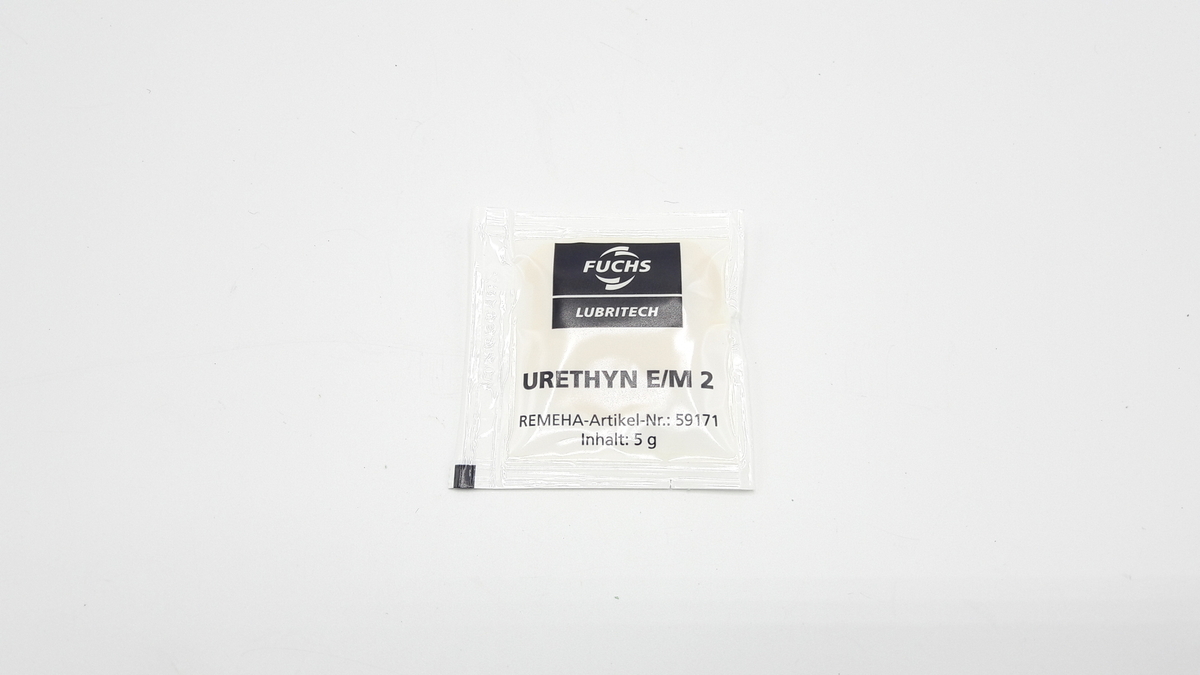 FUCHS
LUBRITECH
URETHYN E/M 2
REMEHA-Artikel-Nr.: 59171
Inhalt: 5 g